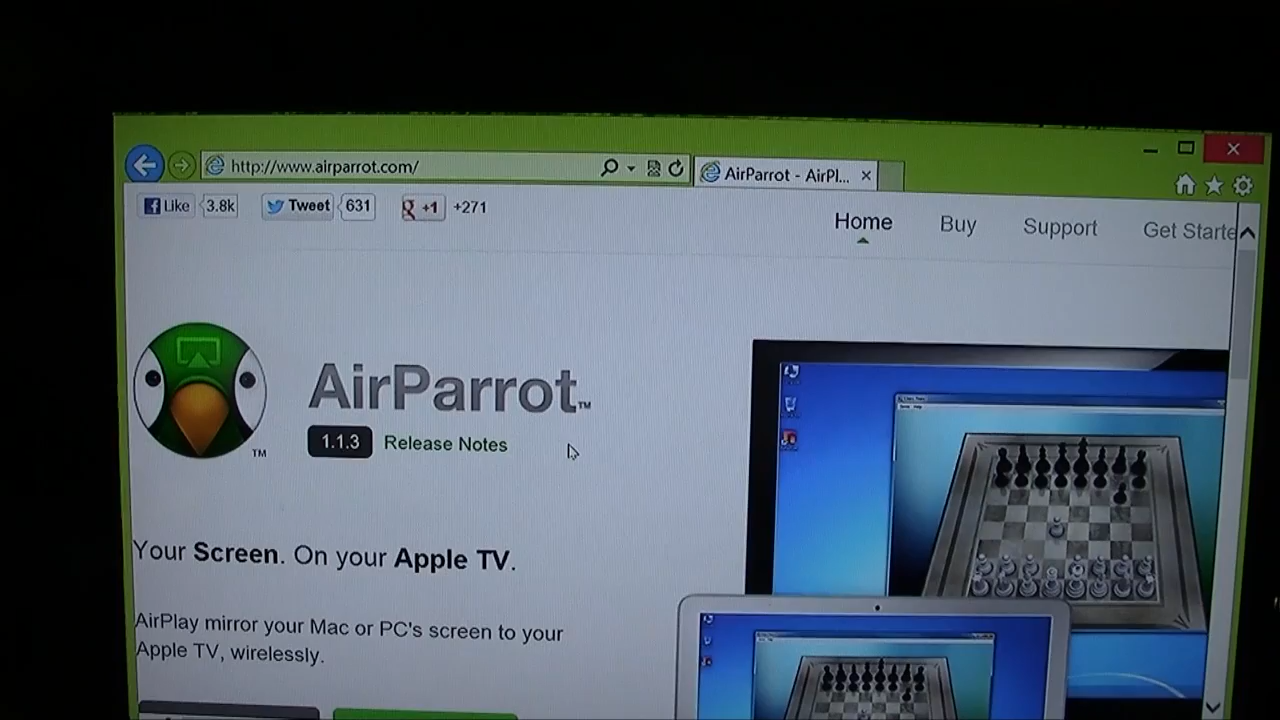 http://www.airparrot.com/
AirParrot - AirPl...
Like 3.8k Tweet 631 +1 +271
Home Buy Support Get Starte
AirParrot™
1.1.3 Release Notes
TM
Your Screen. On your Apple TV.
AirPlay mirror your Mac or PC's screen to your
Apple TV, wirelessly.